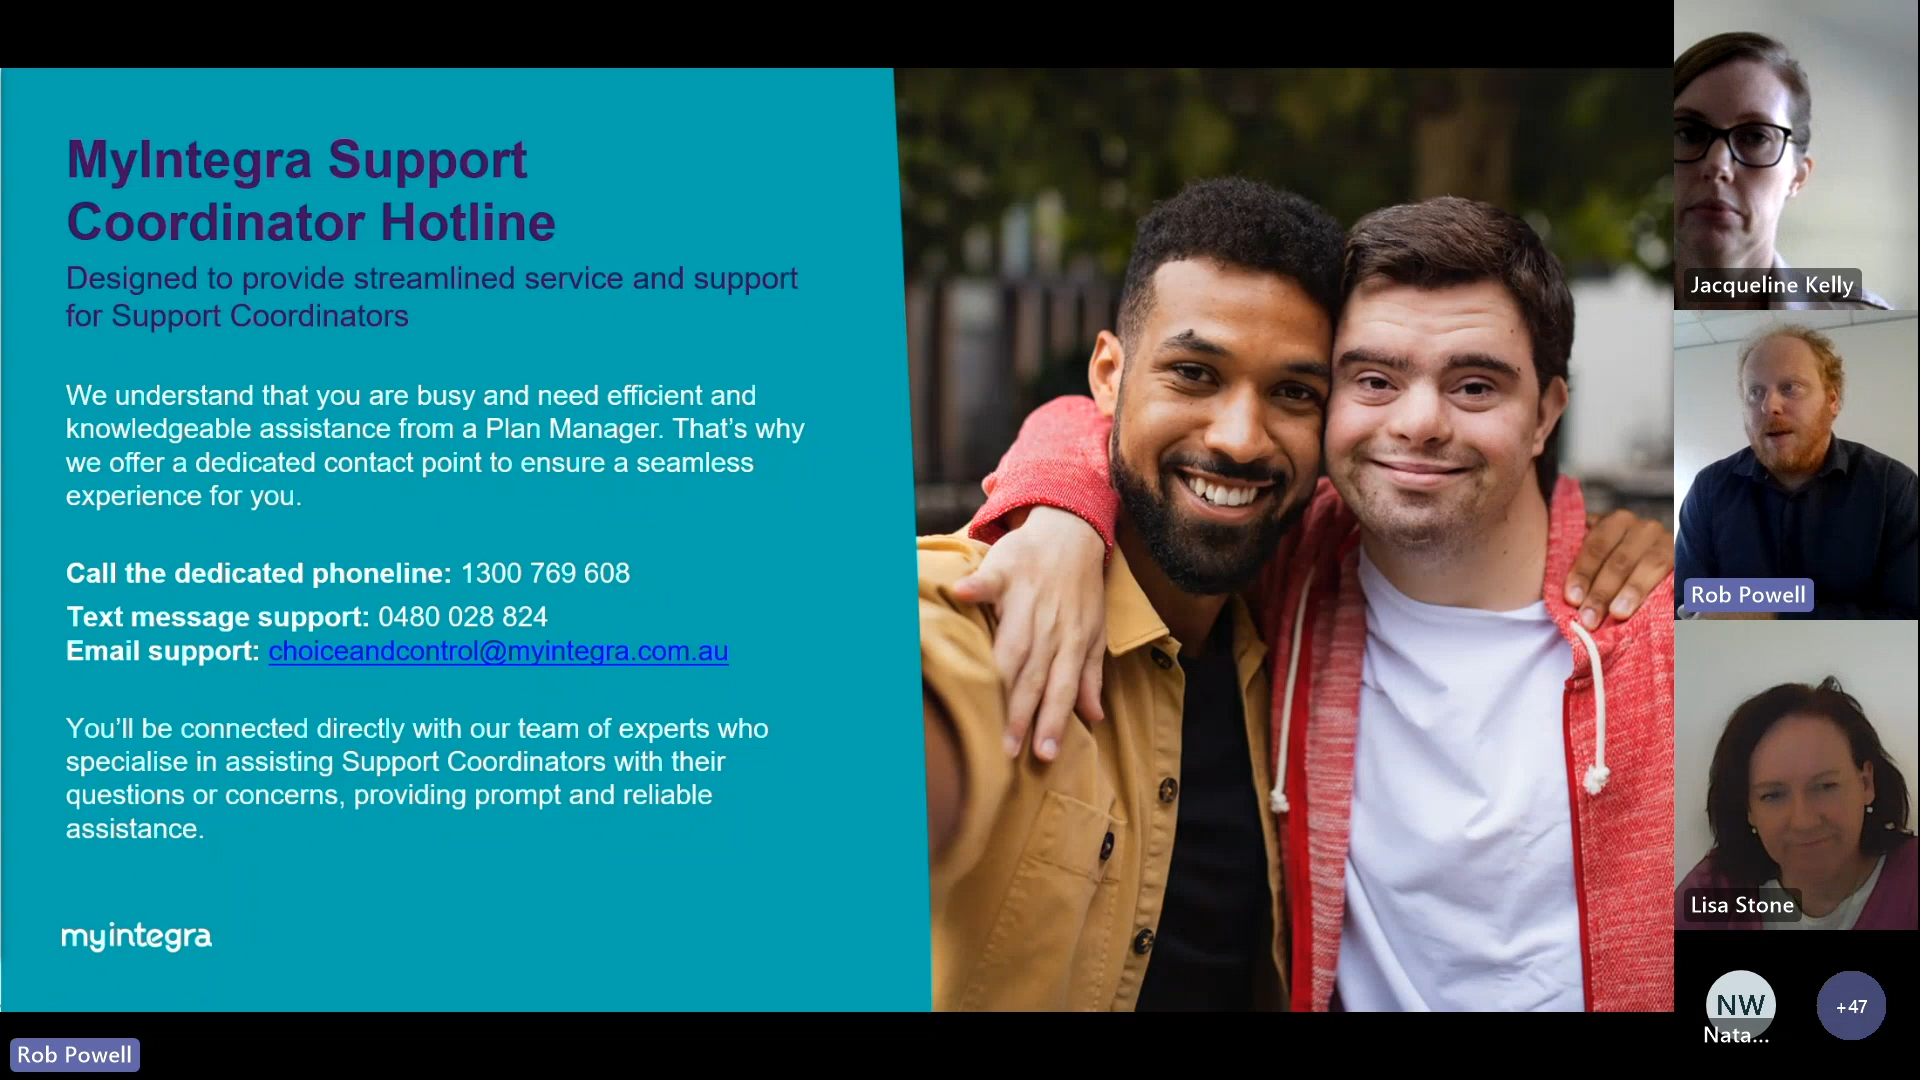 MyIntegra Support
Coordinator Hotline
Designed to provide streamlined service and support
for Support Coordinators
We understand that you are busy and need efficient and
knowledgeable assistance from a Plan Manager. That’s why
we offer a dedicated contact point to ensure a seamless
experience for you.
Call the dedicated phoneline: 1300 769 608
Text message support: 0480 028 824
Email support: choiceandcontrol@myintegra.com.au
You’ll be connected directly with our team of experts who
specialise in assisting Support Coordinators with their
questions or concerns, providing prompt and reliable
assistance.
myintegra
Rob Powell
Jacqueline Kelly
Rob Powell
Lisa Stone
NW
Nata...
+47